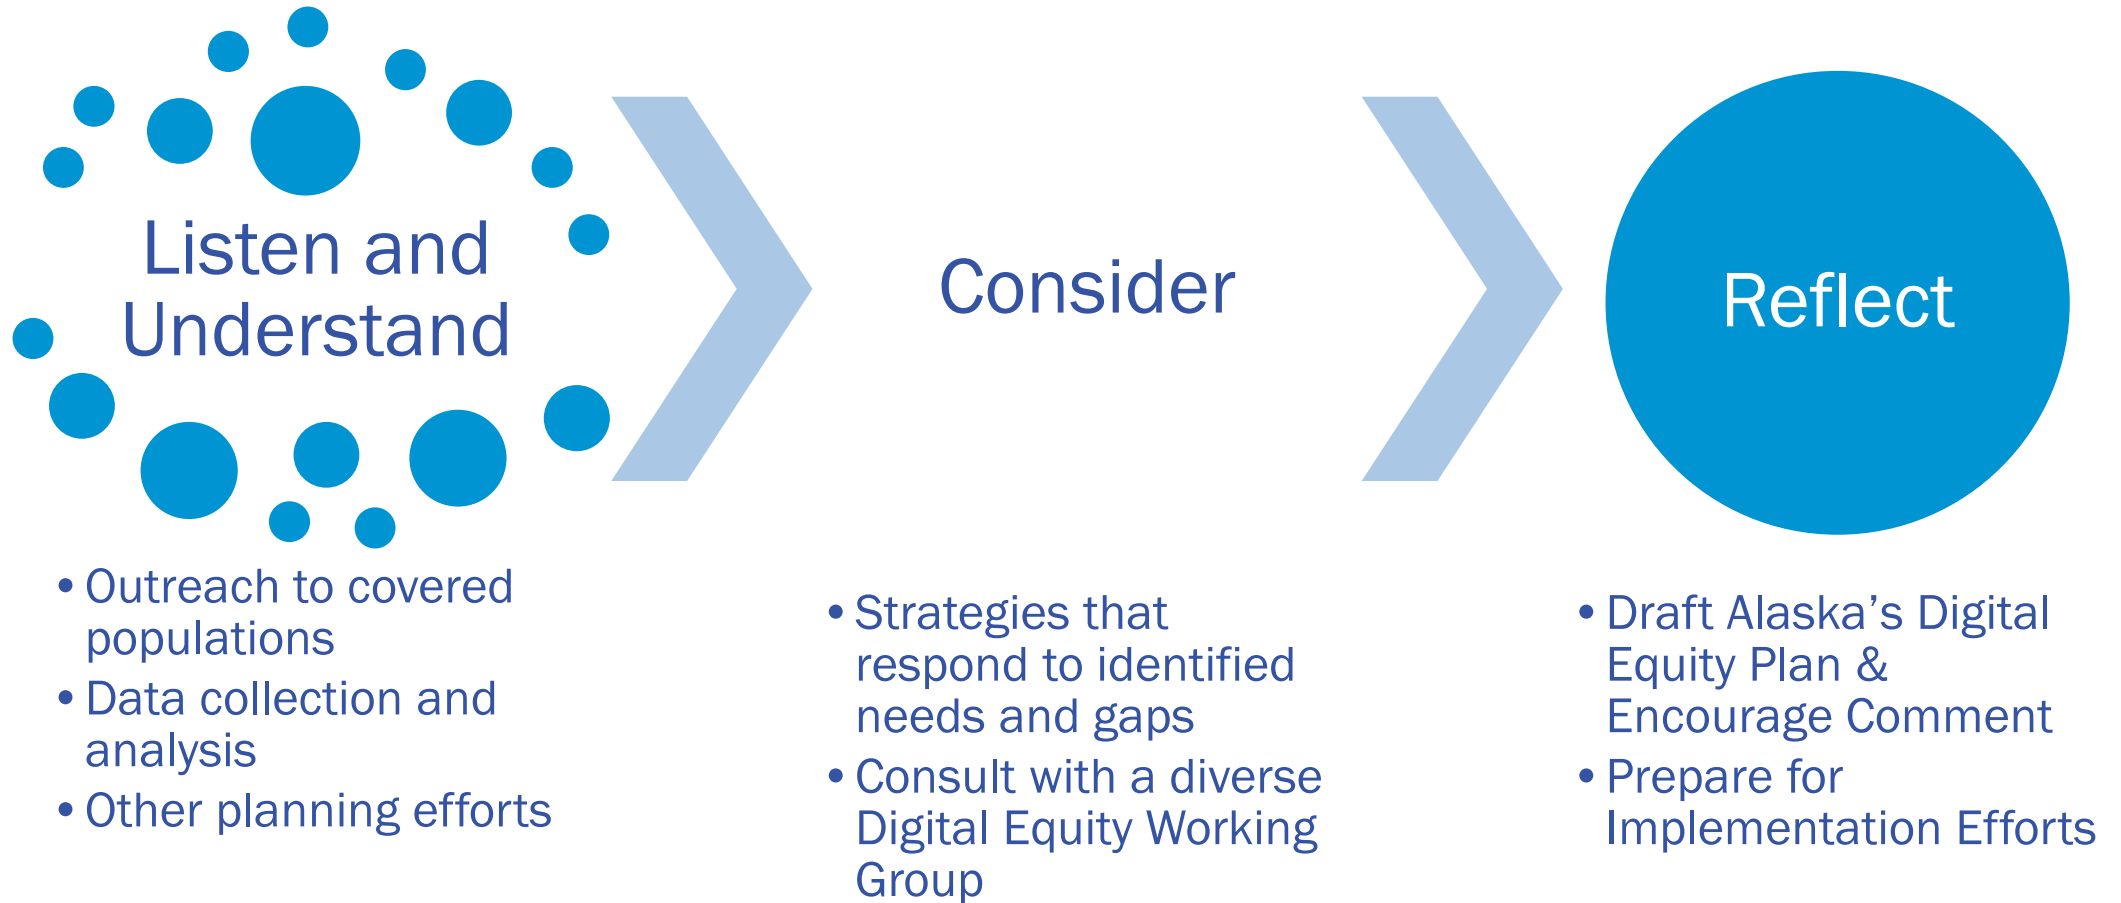 Listen and
Understand
• Outreach to covered
populations
• Data collection and
analysis
• Other planning efforts
Consider
• Strategies that
respond to identified
needs and gaps
• Consult with a diverse
Digital Equity Working
Group
Reflect
• Draft Alaska’s Digital
Equity Plan &
Encourage Comment
• Prepare for
Implementation Efforts